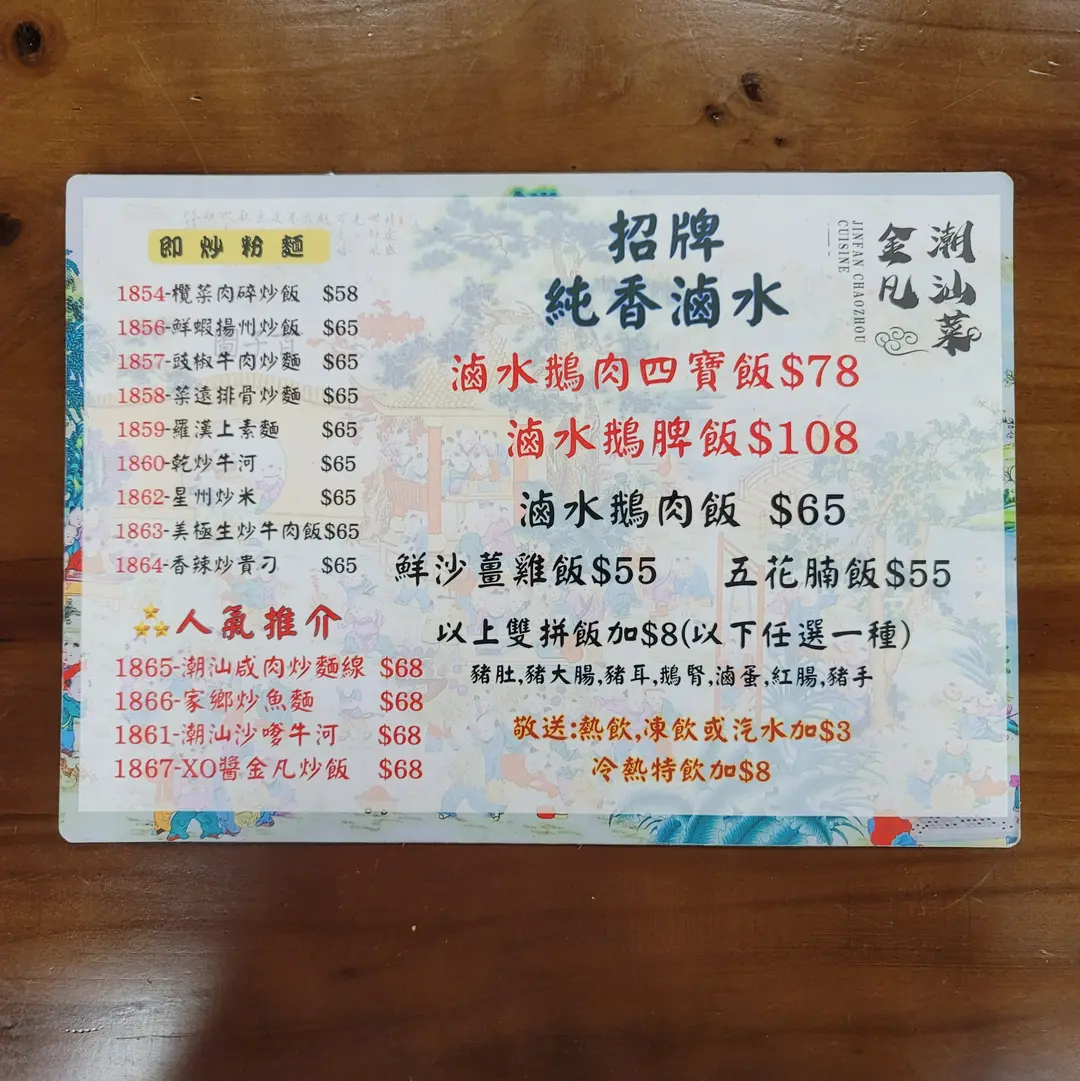 即炒粉麵
1854-欖菜肉碎炒飯 $58
1856-鮮蝦揚州炒飯 $65
1857-豉椒牛肉炒麵 $65
1858-菜遠排骨炒麵 $65
1859-羅漢上素麵 $65
1860-乾炒牛河 $65
1862-星州炒米 $65
1863-美極生炒牛肉飯$65
1864-香辣炒貴刁 $65
人氣推介
1865-潮汕咸肉炒麵線 $68
1866-家鄉炒魚麵 $68
1861-潮汕沙嗲牛河 $68
1867-XO醬金凡炒飯 $68
招牌
純香滷水
滷水鵝肉四寶飯$78
滷水鵝脾飯$108
滷水鵝肉飯 $65
鮮沙薑雞飯$55 五花腩飯$55
以上雙拼飯加$8(以下任選一種)
豬肚,豬大腸,豬耳,鵝腎,滷蛋,紅腸,豬手
敬送:熱飲,凍飲或汽水加$3
冷熱特飲加$8
潮汕菜
金凡
JINFAN CHAOZHOU
CUISINE